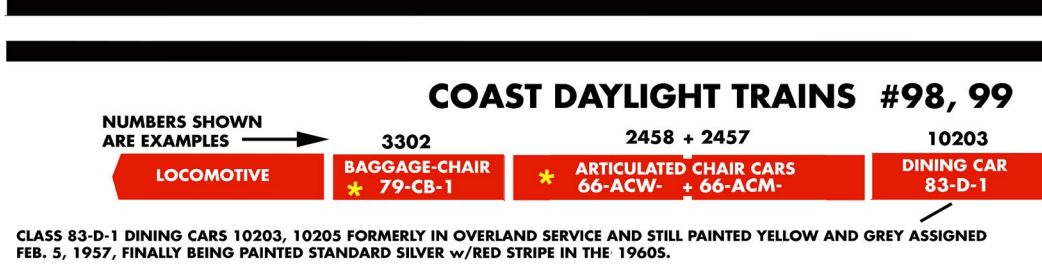 COAST DAYLIGHT TRAINS #98, 99
NUMBERS SHOWN
ARE EXAMPLES
3302
2458 + 2457
10203
LOCOMOTIVE
BAGGAGE-CHAIR
* 79-CB-1
* ARTICULATED CHAIR CARS
66-ACW- + 66-ACM-
DINING CAR
83-D-1
CLASS 83-D-1 DINING CARS 10203, 10205 FORMERLY IN OVERLAND SERVICE AND STILL PAINTED YELLOW AND GREY ASSIGNED
FEB. 5, 1957, FINALLY BEING PAINTED STANDARD SILVER w/RED STRIPE IN THE 1960S.